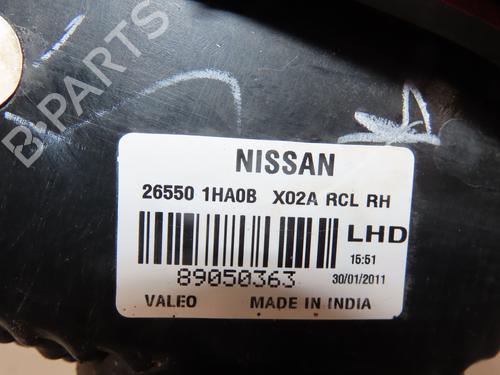 B-PARTS
NISSAN
26550 1HA0B X02A RCL RH
LHD
15:51
89050363
30/01/2011
VALEO MADE IN INDIA